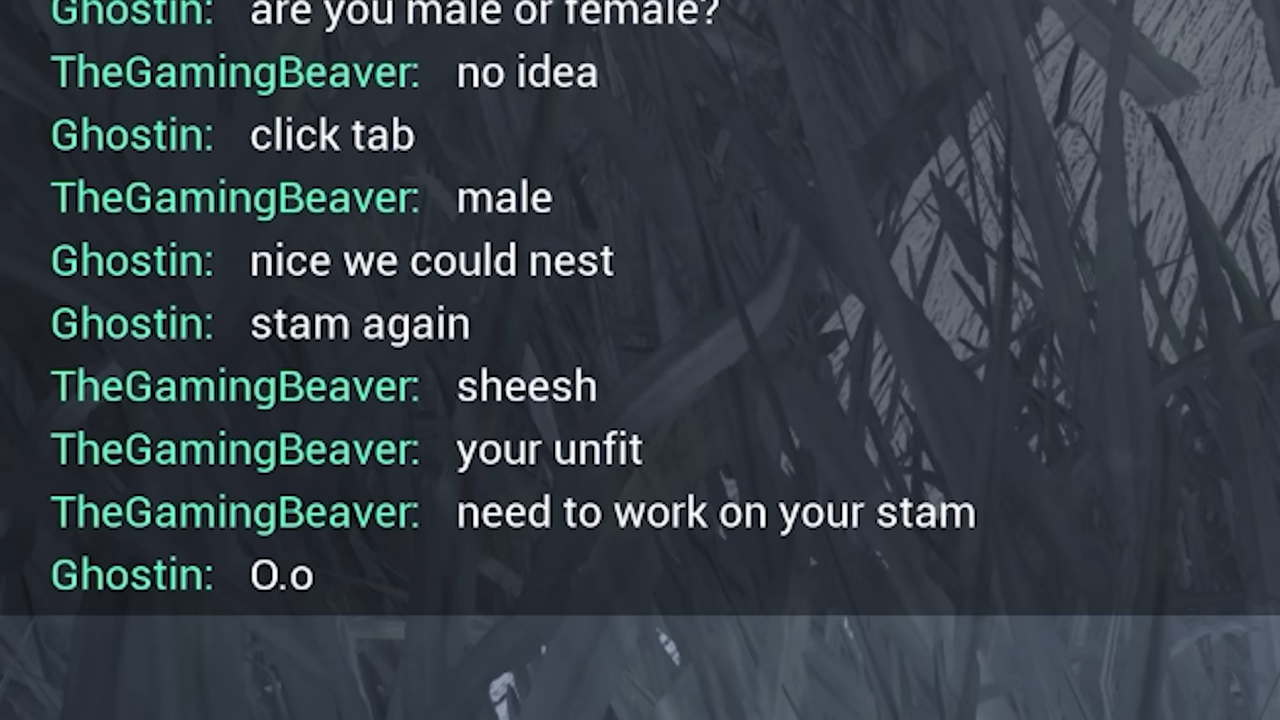 Ghostin: are you male or female?
TheGamingBeaver: no idea
Ghostin: click tab
TheGamingBeaver: male
Ghostin: nice we could nest
Ghostin: stam again
TheGamingBeaver: sheesh
TheGamingBeaver: your unfit
TheGamingBeaver: need to work on your stam
Ghostin: O.o